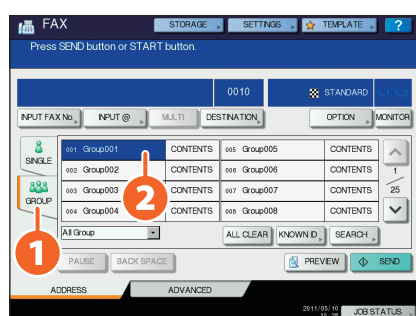 FAX STORAGE SETTINGS TEMPLATE ?
Press SEND button or START button.
0010 STANDARD
INPUT FAX No. INPUT @ MULTI DESTINATION OPTION MONITOR
SINGLE
GROUP
001 Group001 CONTENTS 005 Group005 CONTENTS
002 Group002 CONTENTS 006 Group006 CONTENTS
003 Group003 CONTENTS 007 Group007 CONTENTS
004 Group004 CONTENTS 008 Group008 CONTENTS
1
25
1
2
All Group ALL CLEAR KNOWN ID SEARCH
PAUSE BACK SPACE PREVIEW SEND
ADDRESS ADVANCED
2011/05/10 JOB STATUS